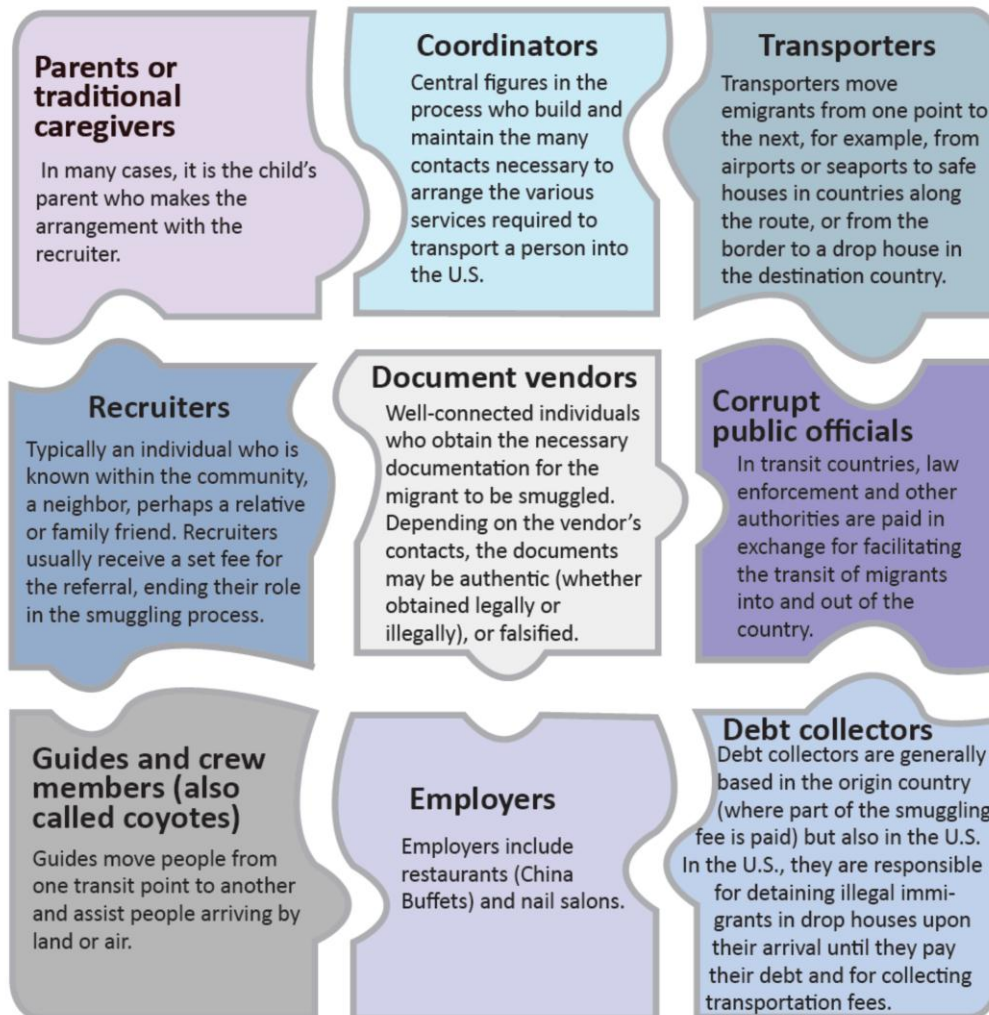 Parents or
traditional
caregivers
In many cases, it is the child's
parent who makes the
arrangement with the
recruiter.
Coordinators
Central figures in the
process who build and
maintain the many
contacts necessary to
arrange the various
services required to
transport a person into
the U.S.
Transporters
Transporters move
emigrants from one point to
the next, for example, from
airports or seaports to safe
houses in countries along
the route, or from the
border to a drop house in
the destination country.
Recruiters
Typically an individual who is
known within the community,
a neighbor, perhaps a relative
or family friend. Recruiters
usually receive a set fee for
the referral, ending their role
in the smuggling process.
Document vendors
Well-connected individuals
who obtain the necessary
documentation for the
migrant to be smuggled.
Depending on the vendor's
contacts, the documents
may be authentic (whether
obtained legally or
illegally), or falsified.
Corrupt
public officials
In transit countries, law
enforcement and other
authorities are paid in
exchange for facilitating
the transit of migrants
into and out of the
country.
Guides and crew
members (also
called coyotes)
Guides move people from
one transit point to another
and assist people arriving by
land or air.
Employers
Employers include
restaurants (China
Buffets) and nail salons.
Debt collectors
Debt collectors are generally
based in the origin country
(where part of the smuggling
fee is paid) but also in the U.S.
In the U.S., they are responsible
for detaining illegal immi-
grants in drop houses upon
their arrival until they pay
their debt and for collecting
transportation fees.